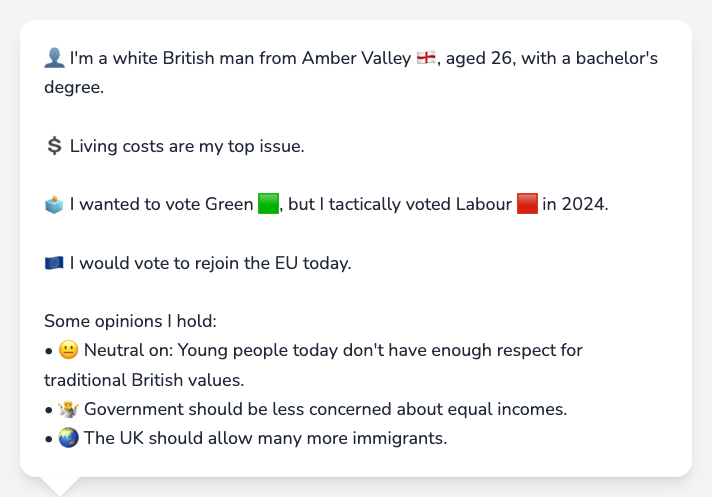 👤 I'm a white British man from Amber Valley 🏴󠁧󠁢󠁥󠁮󠁧󠁿, aged 26, with a bachelor's
degree.
💲 Living costs are my top issue.
🗳️ I wanted to vote Green 🟩, but I tactically voted Labour 🟥 in 2024.
🇪🇺 I would vote to rejoin the EU today.
Some opinions I hold:
• 😐 Neutral on: Young people today don't have enough respect for
traditional British values.
• 🤷 Government should be less concerned about equal incomes.
• 🌏 The UK should allow many more immigrants.